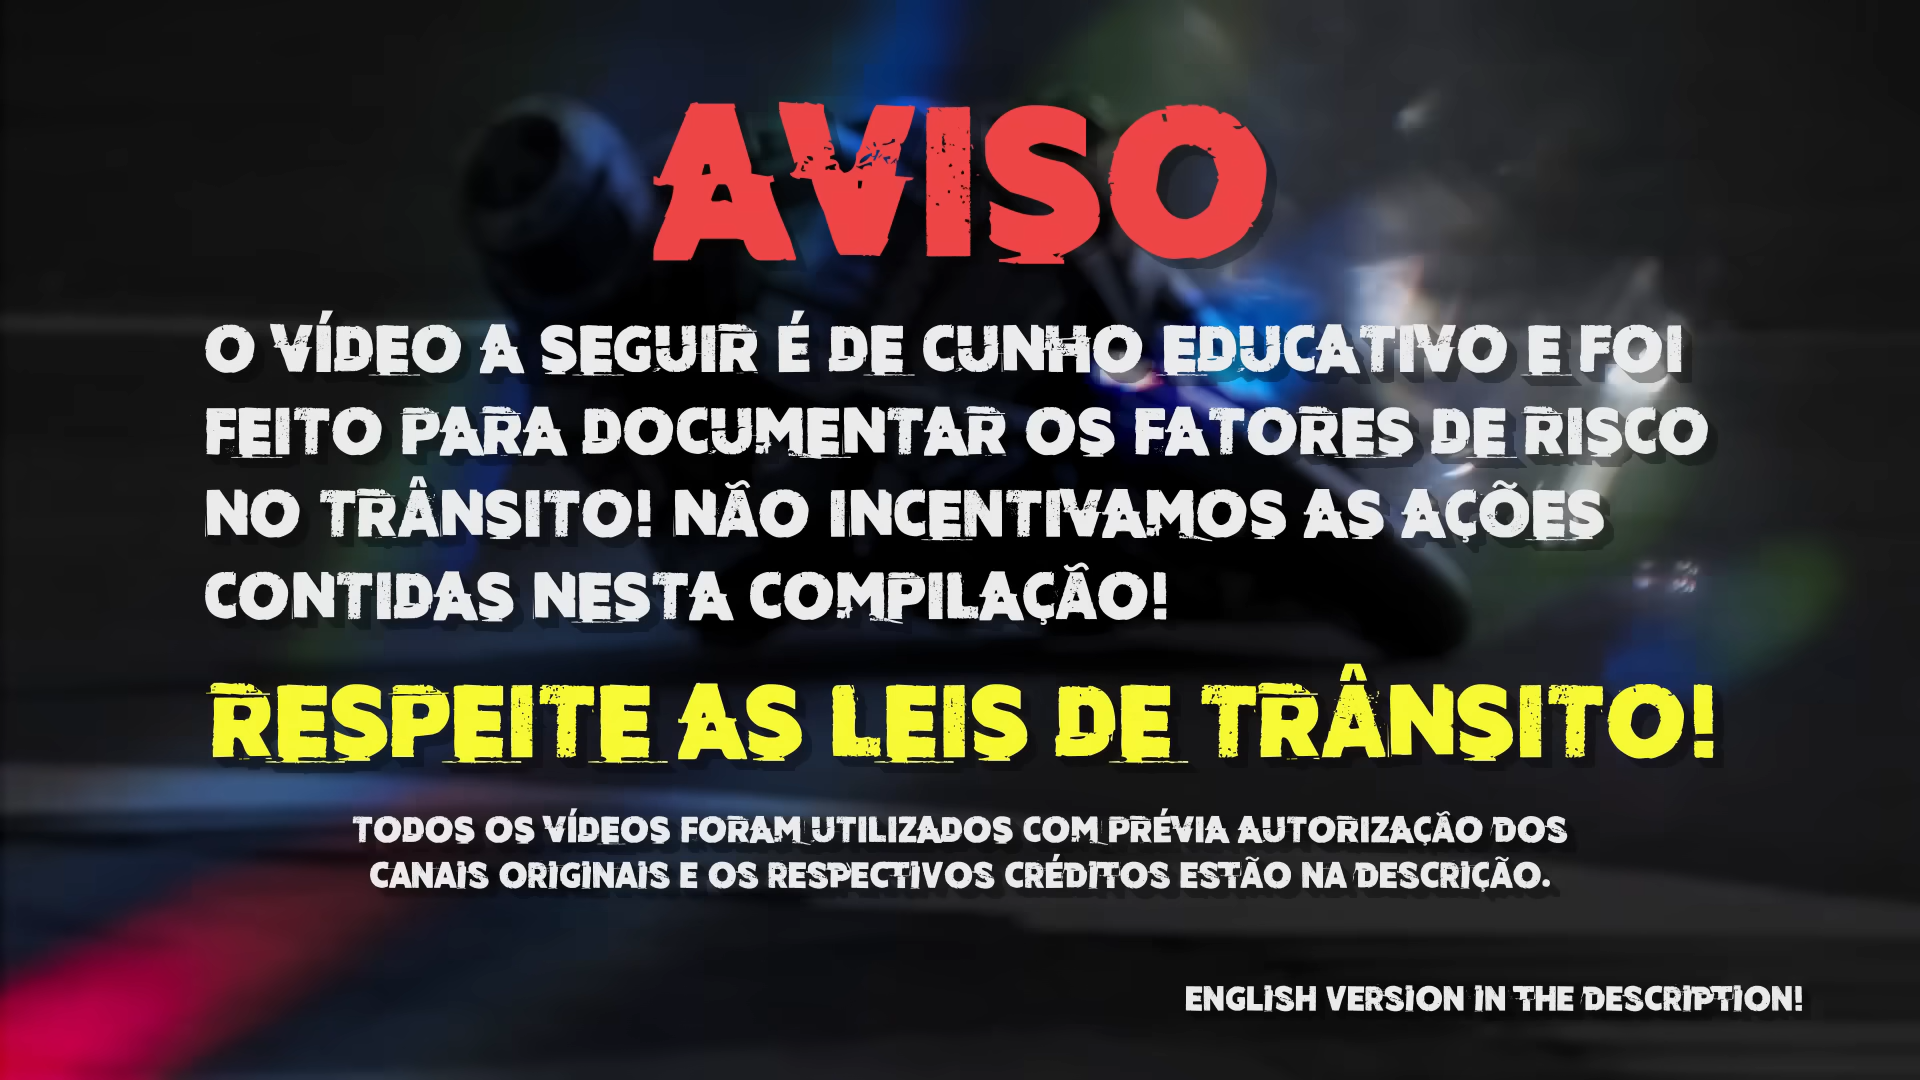 AVISO
O VÍDEO A SEGUIR É DE CUNHO EDUCATIVO E FOI
FEITO PARA DOCUMENTAR OS FATORES DE RISCO
NO TRÂNSITO! NÃO INCENTIVAMOS AS AÇÕES
CONTIDAS NESTA COMPILAÇÃO!
RESPEITE AS LEIS DE TRÂNSITO!
TODOS OS VÍDEOS FORAM UTILIZADOS COM PRÉVIA AUTORIZAÇÃO DOS
CANAIS ORIGINAIS E OS RESPECTIVOS CRÉDITOS ESTÃO NA DESCRIÇÃO.
ENGLISH VERSION IN THE DESCRIPTION!